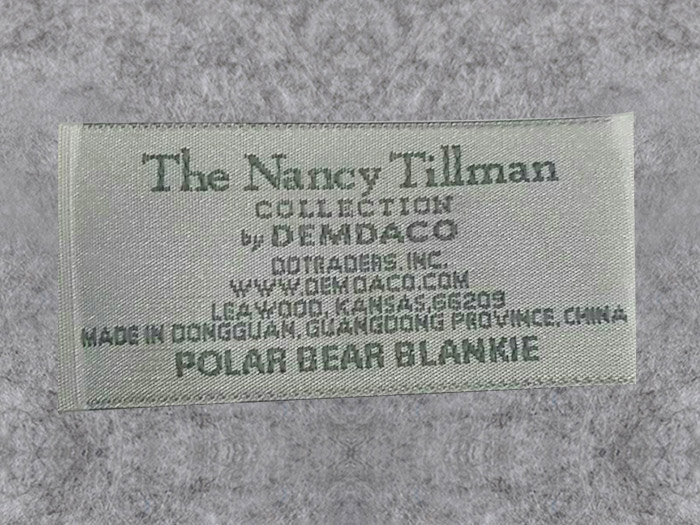 The Nancy Tillman
COLLECTION
by DEMDACO
DDTRADERS, INC.
WWW.DEMDACO.COM
LEAWOOD, KANSAS, 66209
MADE IN DONGGUAN, GUANGDONG PROVINCE, CHINA
POLAR BEAR BLANKIE